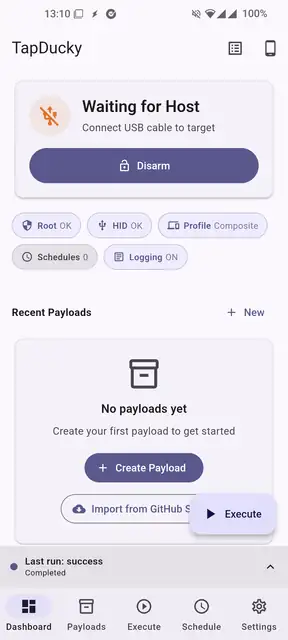 13:10
100%
TapDucky
Waiting for Host
Connect USB cable to target
Disarm
Root OK
HID OK
Profile Composite
Schedules 0
Logging ON
Recent Payloads
+ New
No payloads yet
Create your first payload to get started
+ Create Payload
Import from GitHub S
Execute
Last run: success
Completed
Dashboard
Payloads
Execute
Schedule
Settings